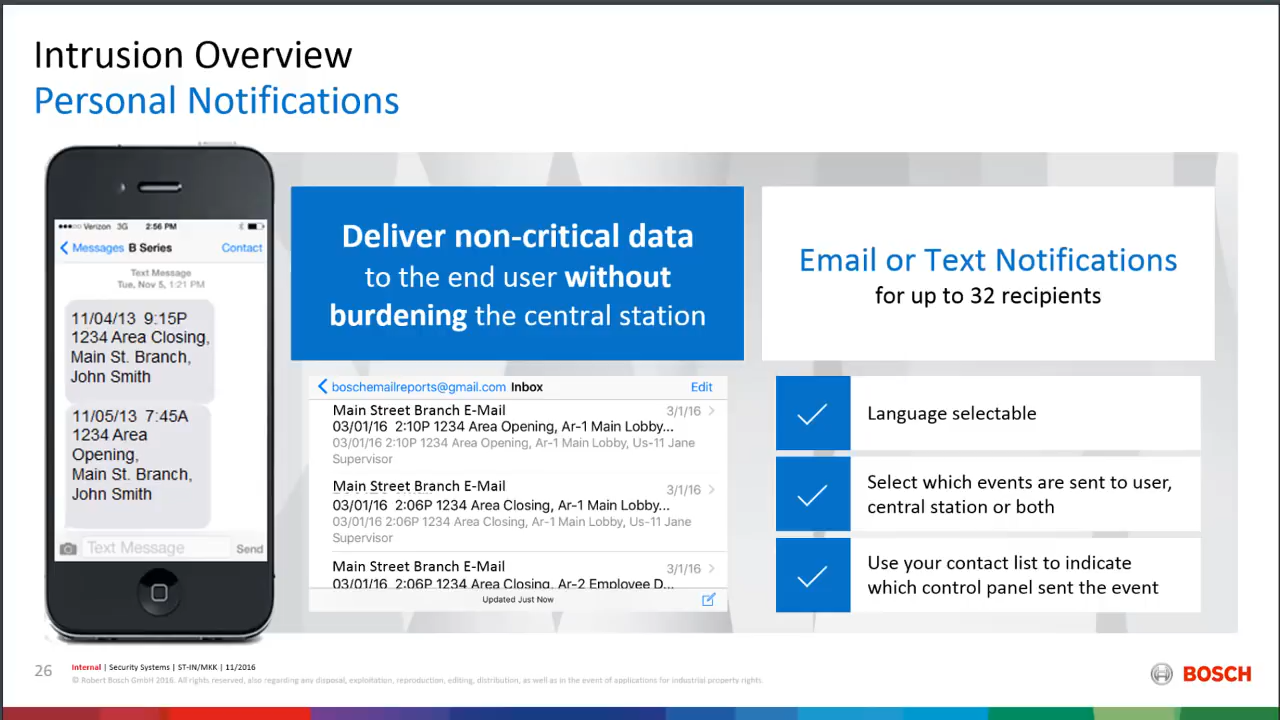 Intrusion Overview
Personal Notifications
Verizon 3G 2:56 PM
Messages B Series Contact
Text Message
Tue, Nov 5, 1:21 PM
11/04/13 9:15P
1234 Area Closing,
Main St. Branch,
John Smith
11/05/13 7:45A
1234 Area
Opening,
Main St. Branch,
John Smith
Text Message Send
Deliver non-critical data
to the end user without
burdening the central station
Email or Text Notifications
for up to 32 recipients
boschemailreports@gmail.com Inbox Edit
Main Street Branch E-Mail 3/1/16
03/01/16 2:10P 1234 Area Opening, Ar-1 Main Lobby...
03/01/16 2:10P 1234 Area Opening, Ar-1 Main Lobby, Us-11 Jane
Supervisor
Main Street Branch E-Mail 3/1/16
03/01/16 2:06P 1234 Area Closing, Ar-1 Main Lobby...
03/01/16 2:06P 1234 Area Closing, Ar-1 Main Lobby, Us-11 Jane
Supervisor
Main Street Branch E-Mail 3/1/16
03/01/16 2:06P 1234 Area Closing, Ar-2 Employee D...
Updated Just Now
Language selectable
Select which events are sent to user,
central station or both
Use your contact list to indicate
which control panel sent the event
26
Internal | Security Systems | ST-IN/MKK | 11/2016
© Robert Bosch GmbH 2016. All rights reserved, also regarding any disposal, exploitation, reproduction, editing, distribution, as well as in the event of applications for industrial property rights.
BOSCH